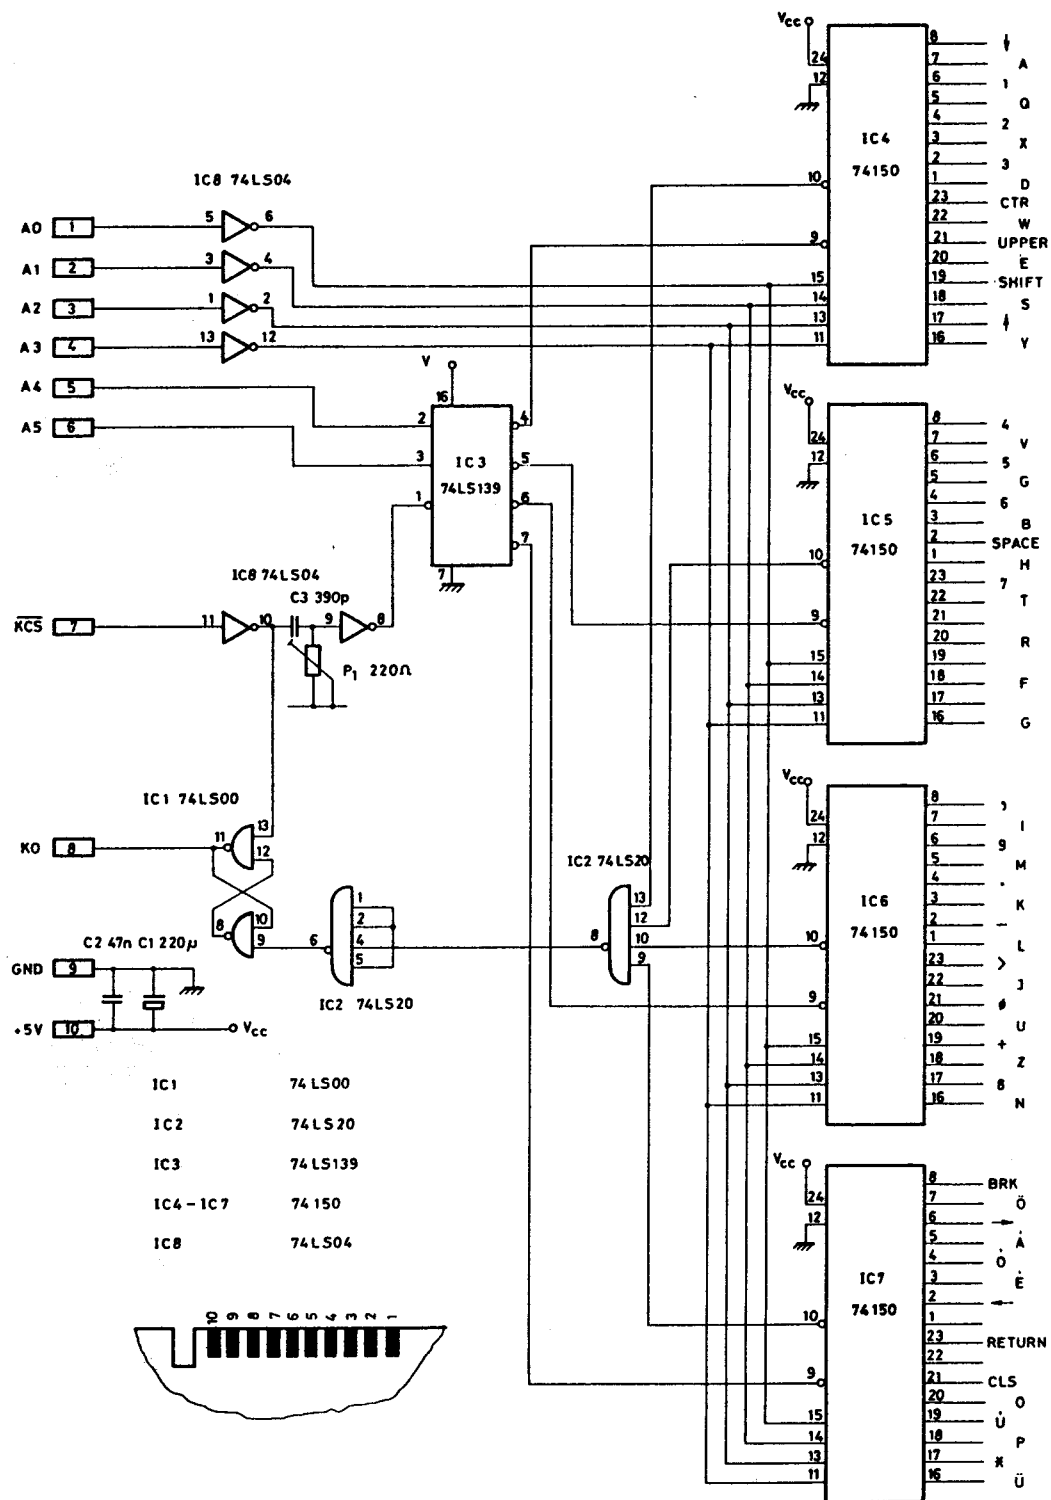 Vcc
24
12
IC4
74150
10
9
15
14
13
11
8 ↓
7 A
6 1
5 Q
4 2
3 X
2 3
1 D
23 CTR
22 W
21 UPPER
20 E
19 SHIFT
18 S
17 ↑
16 Y
IC8 74LS04
A0 1 5 6
A1 2 3 4
A2 3 1 2
A3 4 13 12
A4 5
A5 6
V
16
2
3
1
IC3
74LS139
4
5
6
7
7
Vcc
24
12
IC5
74150
10
9
15
14
13
11
8 4
7 V
6 5
5 G
4 6
3 B
2 SPACE
1 H
23 7
22 T
21
20 R
19
18 F
17
16 G
IC8 74LS04
C3 390p
K̅C̅S̅ 7 11 10 9 8
P1 220Ω
IC1 74LS00
KO 8 11 13
12
8 10
9
6
1
2
4
5
IC2 74LS20
IC2 74LS20
8
13
12
10
9
C2 47n C1 220µ
GND 9
+5V 10 Vcc
Vcc
24
12
IC6
74150
10
9
15
14
13
11
8
7 I
6 9
5 M
4 .
3 K
2 –
1 L
23 >
22 J
21 ø
20 U
19 +
18 Z
17 8
16 N
IC1 74LS00
IC2 74LS20
IC3 74LS139
IC4-IC7 74150
IC8 74LS04
Vcc
24
12
IC7
74150
10
9
15
14
13
11
8 BRK
7 Ö
6 →
5 Ȧ
4 Ȯ
3 Ė
2 ←
1
23 RETURN
22
21 CLS
20 O
19 U̇
18 P
17 ж
16 Ü
10 9 8 7 6 5 4 3 2 1